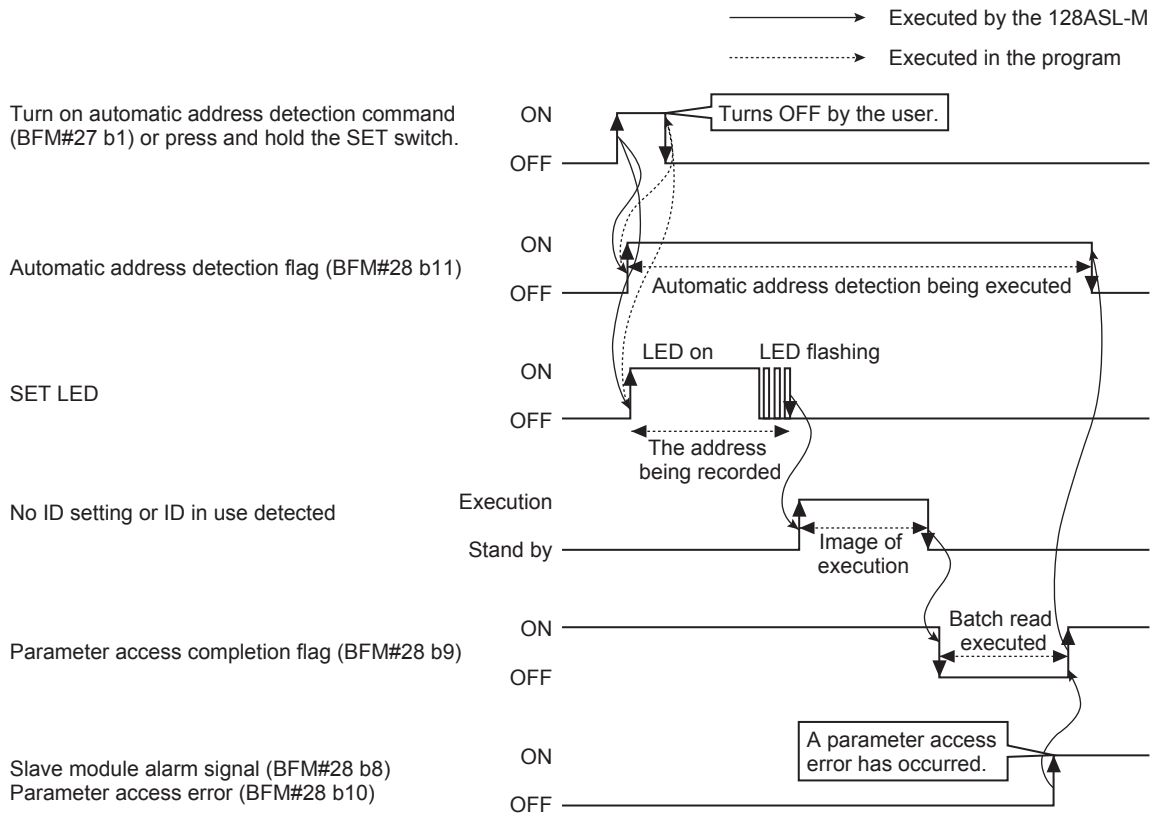 Executed by the 128ASL-M
Executed in the program
Turn on automatic address detection command
(BFM#27 b1) or press and hold the SET switch.
ON
OFF
Turns OFF by the user.
Automatic address detection flag (BFM#28 b11)
ON
OFF
Automatic address detection being executed
SET LED
ON
OFF
LED on
LED flashing
The address
being recorded
No ID setting or ID in use detected
Execution
Stand by
Image of
execution
Parameter access completion flag (BFM#28 b9)
ON
OFF
Batch read
executed
Slave module alarm signal (BFM#28 b8)
Parameter access error (BFM#28 b10)
ON
OFF
A parameter access
error has occurred.